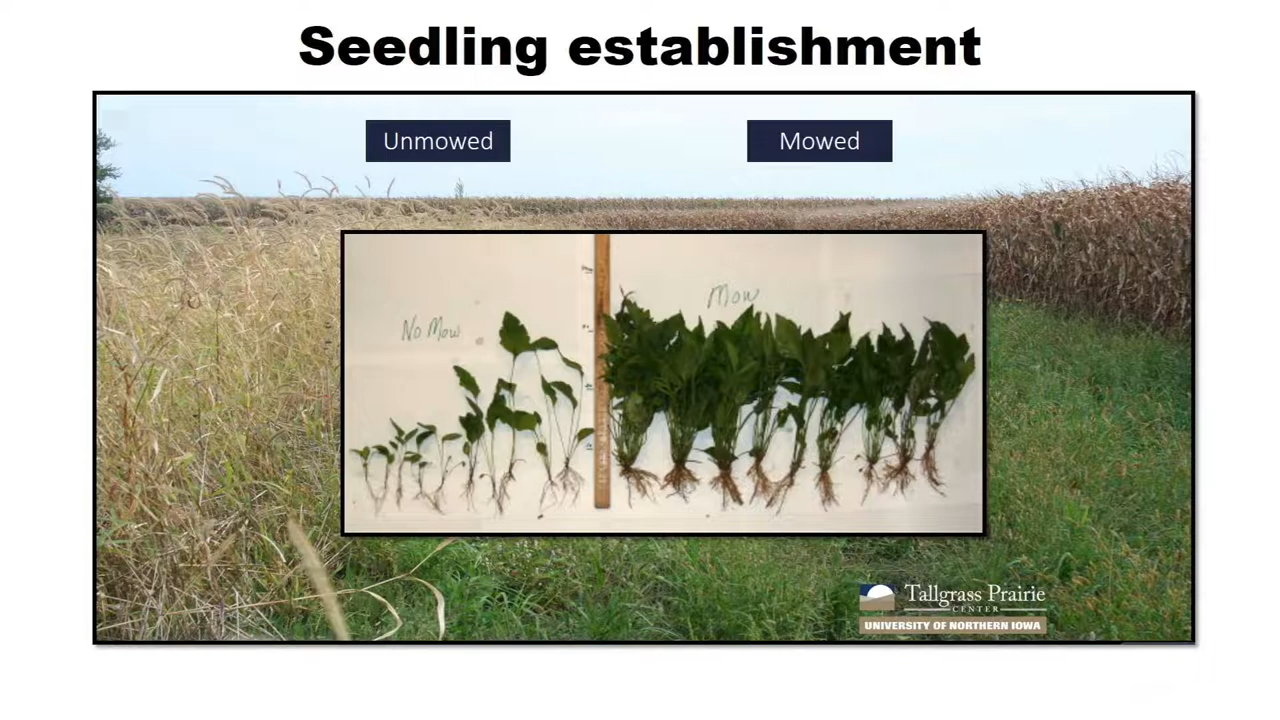 Seedling establishment
Unmowed
Mowed
No Mow
Mow
Tallgrass Prairie
CENTER
UNIVERSITY OF NORTHERN IOWA